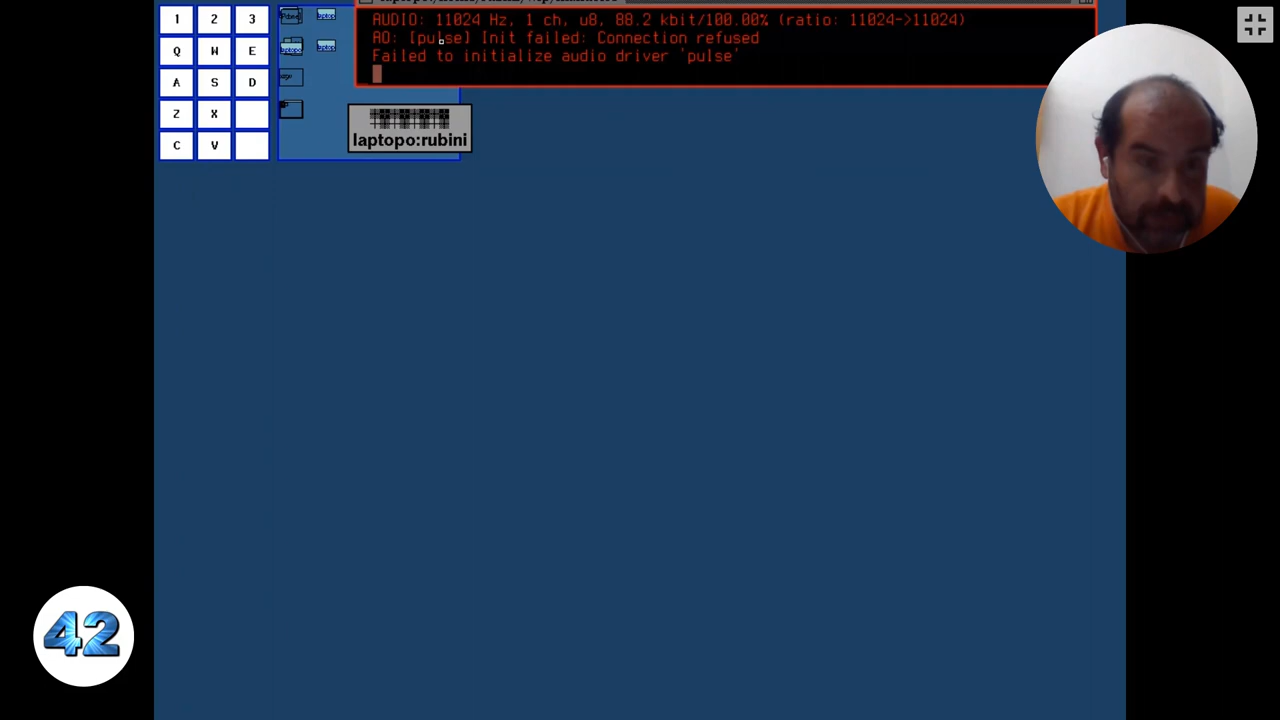 1 2 3
Q W E
A S D
Z X
C V
AUDIO: 11024 Hz, 1 ch, u8, 88.2 kbit/100.00% (ratio: 11024->11024)
AO: [pulse] Init failed: Connection refused
Failed to initialize audio driver 'pulse'
laptopo:rubini
42